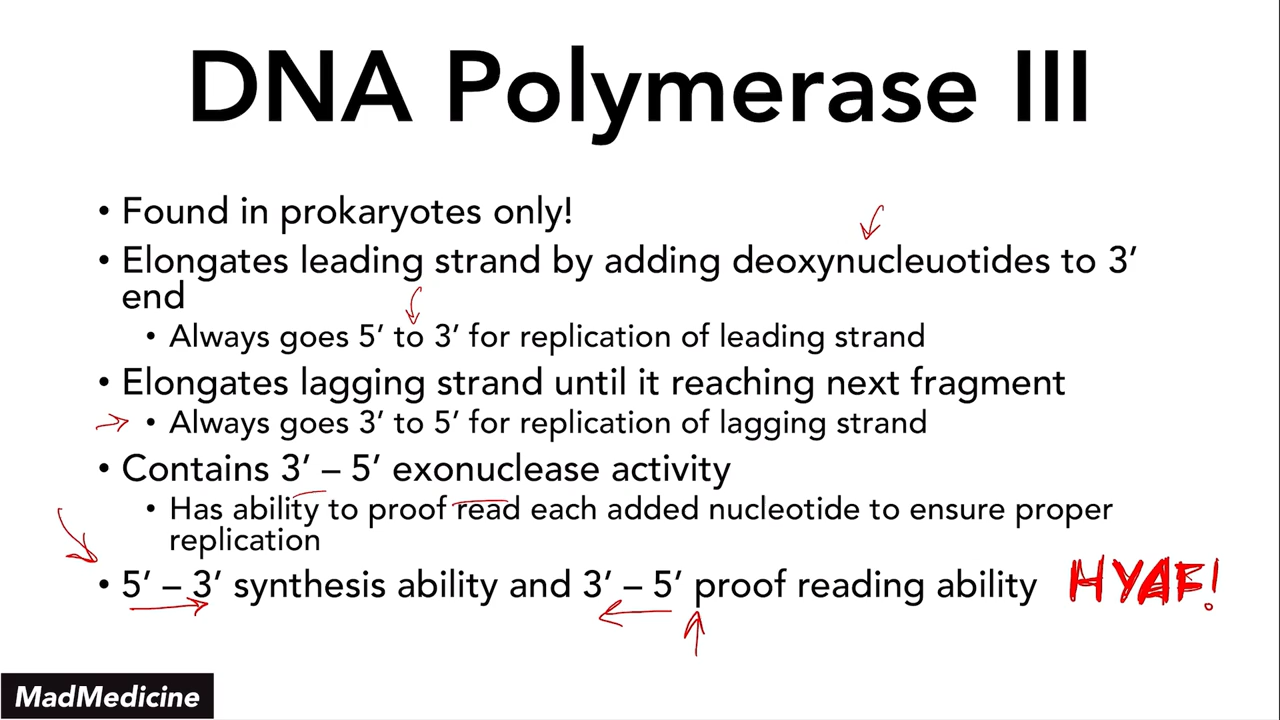 DNA Polymerase III
• Found in prokaryotes only!
• Elongates leading strand by adding deoxynucleuotides to 3’
end
• Always goes 5’ to 3’ for replication of leading strand
• Elongates lagging strand until it reaching next fragment
• Always goes 3’ to 5’ for replication of lagging strand
• Contains 3’ – 5’ exonuclease activity
• Has ability to proof read each added nucleotide to ensure proper
replication
• 5’ – 3’ synthesis ability and 3’ – 5’ proof reading ability HYAF!
MadMedicine